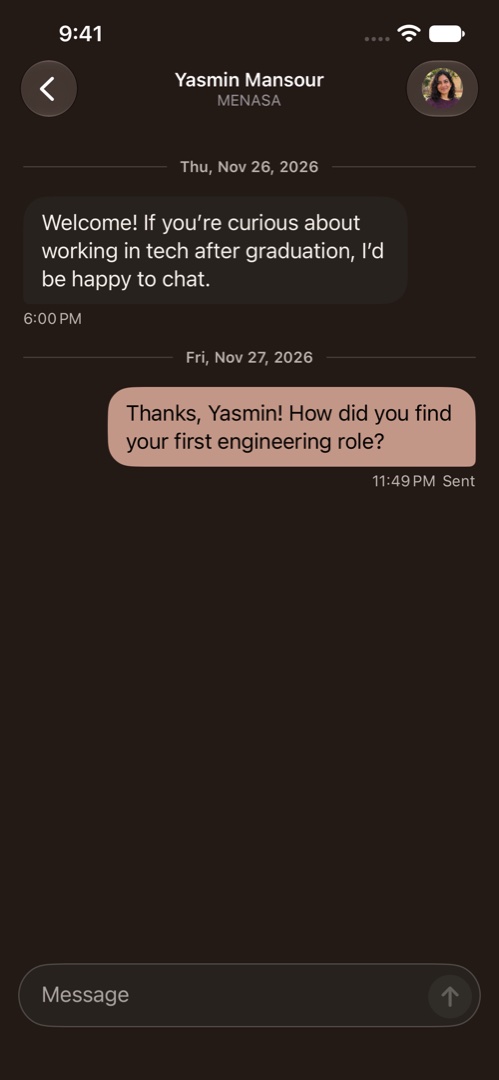 9:41
Yasmin Mansour
MENASA
Thu, Nov 26, 2026
Welcome! If you’re curious about
working in tech after graduation, I’d
be happy to chat.
6:00 PM
Fri, Nov 27, 2026
Thanks, Yasmin! How did you find
your first engineering role?
11:49 PM Sent
Message